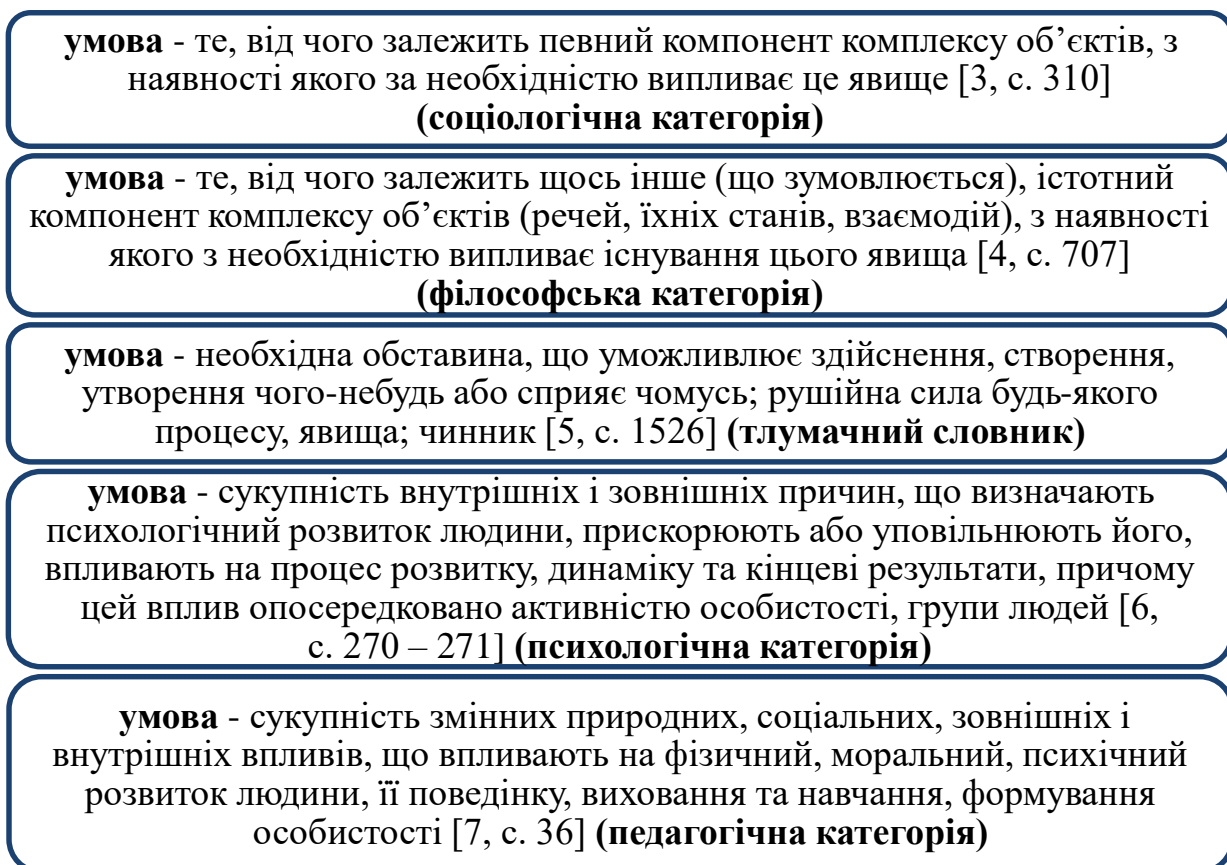 умова - те, від чого залежить певний компонент комплексу об’єктів, з
наявності якого за необхідністю випливає це явище [3, с. 310]
(соціологічна категорія)
умова - те, від чого залежить щось інше (що зумовлюється), істотний
компонент комплексу об’єктів (речей, їхніх станів, взаємодій), з наявності
якого з необхідністю випливає існування цього явища [4, с. 707]
(філософська категорія)
умова - необхідна обставина, що уможливлює здійснення, створення,
утворення чого-небудь або сприяє чомусь; рушійна сила будь-якого
процесу, явища; чинник [5, с. 1526] (тлумачний словник)
умова - сукупність внутрішніх і зовнішніх причин, що визначають
психологічний розвиток людини, прискорюють або уповільнюють його,
впливають на процес розвитку, динаміку та кінцеві результати, причому
цей вплив опосередковано активністю особистості, групи людей [6,
с. 270 – 271] (психологічна категорія)
умова - сукупність змінних природних, соціальних, зовнішніх і
внутрішніх впливів, що впливають на фізичний, моральний, психічний
розвиток людини, її поведінку, виховання та навчання, формування
особистості [7, с. 36] (педагогічна категорія)